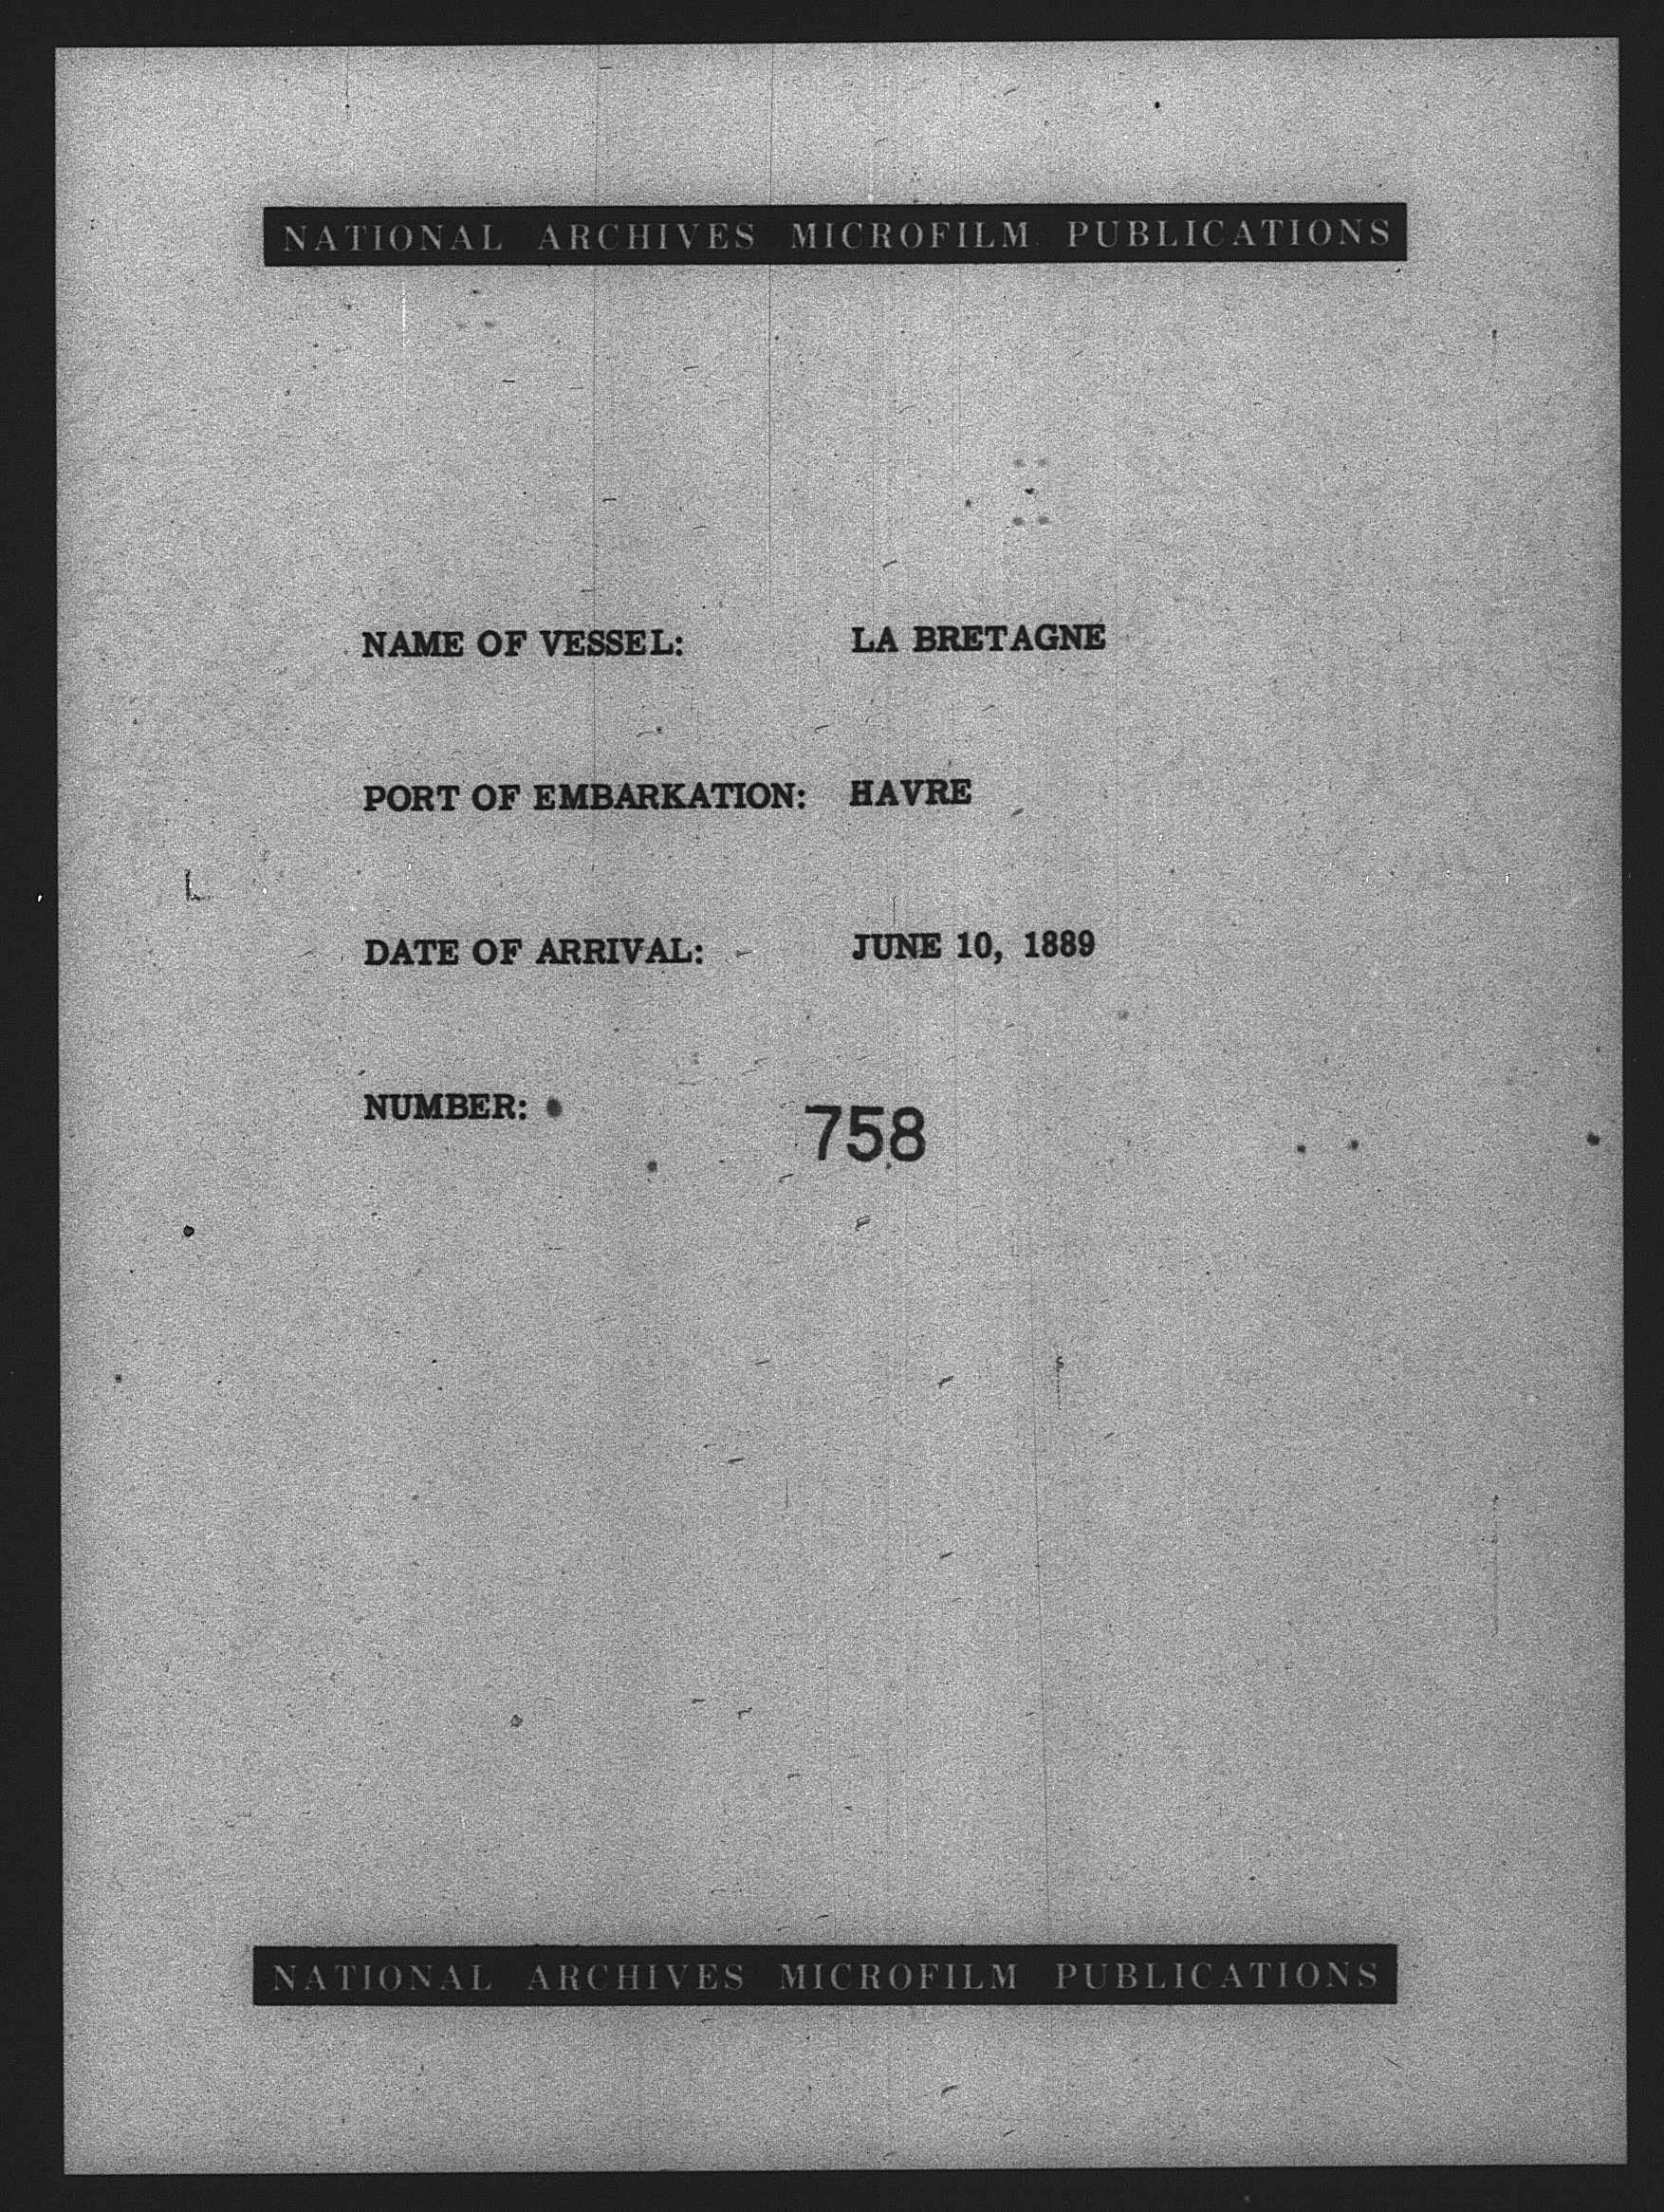 NATIONAL ARCHIVES MICROFILM PUBLICATIONS
NAME OF VESSEL: LA BRETAGNE
PORT OF EMBARKATION: HAVRE
DATE OF ARRIVAL: JUNE 10, 1889
NUMBER: 758
NATIONAL ARCHIVES MICROFILM PUBLICATIONS